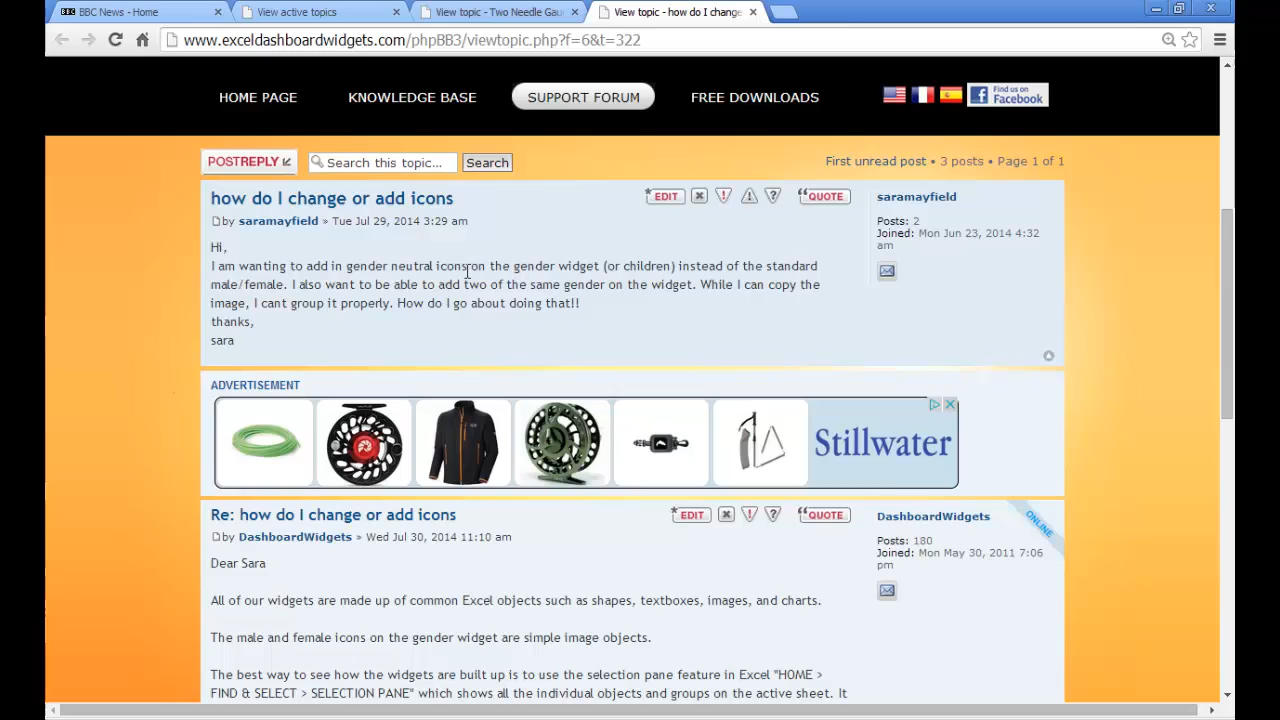 BBC BBC News - Home
View active topics
View topic - Two Needle Gau
View topic - how do I change
www.exceldashboardwidgets.com/phpBB3/viewtopic.php?f=6&t=322
HOME PAGE KNOWLEDGE BASE SUPPORT FORUM FREE DOWNLOADS
Find us on
Facebook
POSTREPLY Search this topic... Search First unread post • 3 posts • Page 1 of 1
how do I change or add icons
EDIT QUOTE
by saramayfield » Tue Jul 29, 2014 3:29 am
Hi,
I am wanting to add in gender neutral icons on the gender widget (or children) instead of the standard
male/female. I also want to be able to add two of the same gender on the widget. While I can copy the
image, I cant group it properly. How do I go about doing that!!
thanks,
sara
saramayfield
Posts: 2
Joined: Mon Jun 23, 2014 4:32
am
ADVERTISEMENT
Stillwater
Re: how do I change or add icons
EDIT QUOTE
by DashboardWidgets » Wed Jul 30, 2014 11:10 am
Dear Sara
All of our widgets are made up of common Excel objects such as shapes, textboxes, images, and charts.
The male and female icons on the gender widget are simple image objects.
The best way to see how the widgets are built up is to use the selection pane feature in Excel "HOME >
FIND & SELECT > SELECTION PANE" which shows all the individual objects and groups on the active sheet. It
DashboardWidgets
Posts: 180
Joined: Mon May 30, 2011 7:06
pm
ONLINE